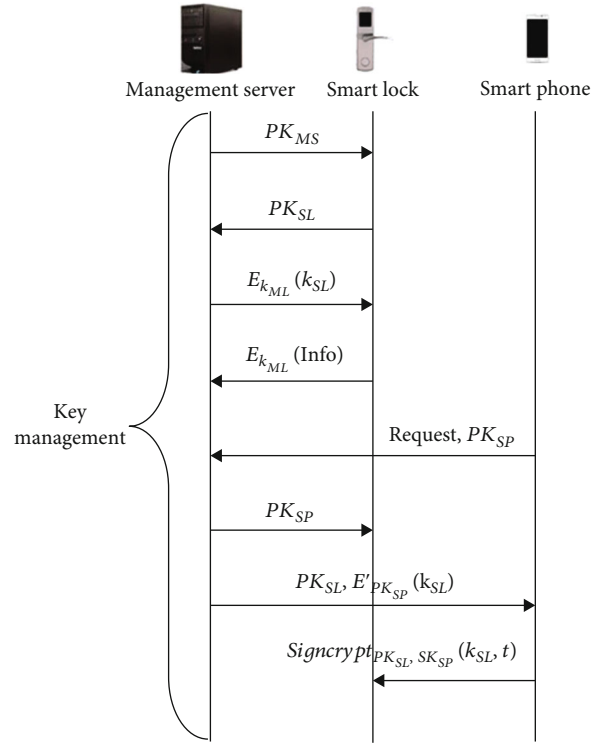 Management server Smart lock Smart phone
PK_MS
PK_SL
E_k_ML (k_SL)
E_k_ML (Info)
Key
management
Request, PK_SP
PK_SP
PK_SL, E′_PK_SP (k_SL)
Signcrypt_PK_SL, SK_SP (k_SL, t)